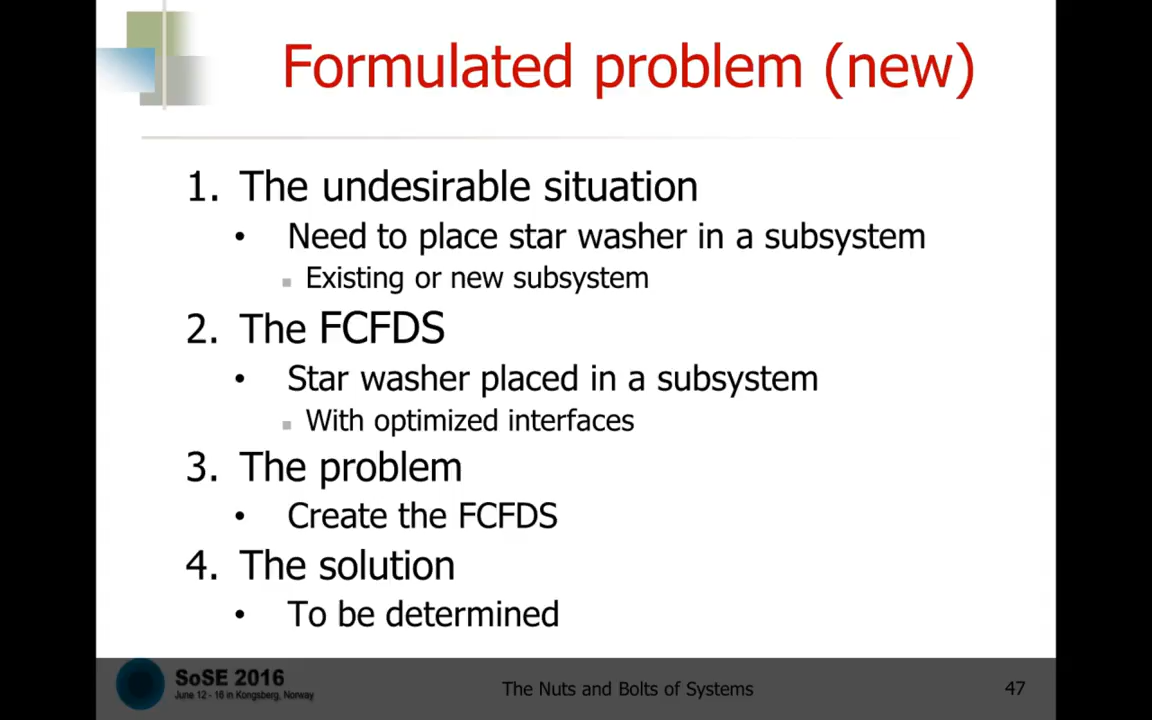 Formulated problem (new)
1. The undesirable situation
• Need to place star washer in a subsystem
▪ Existing or new subsystem
2. The FCFDS
• Star washer placed in a subsystem
▪ With optimized interfaces
3. The problem
• Create the FCFDS
4. The solution
• To be determined
SoSE 2016
June 12 - 16 in Kongsberg, Norway
The Nuts and Bolts of Systems
47